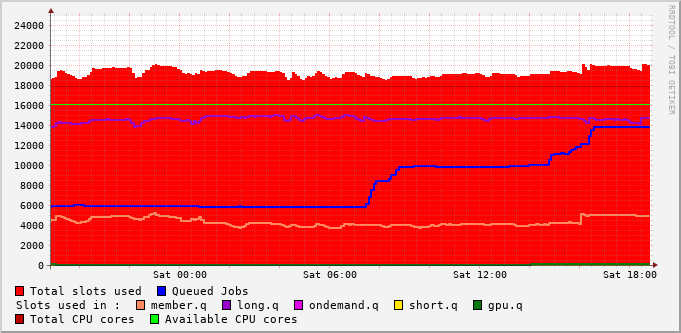 24000
22000
20000
18000
16000
14000
12000
10000
8000
6000
4000
2000
0
Sat 00:00 Sat 06:00 Sat 12:00 Sat 18:00
Total slots used Queued Jobs
Slots used in : member.q long.q ondemand.q short.q gpu.q
Total CPU cores Available CPU cores
RRDTOOL / TOBI OETIKER